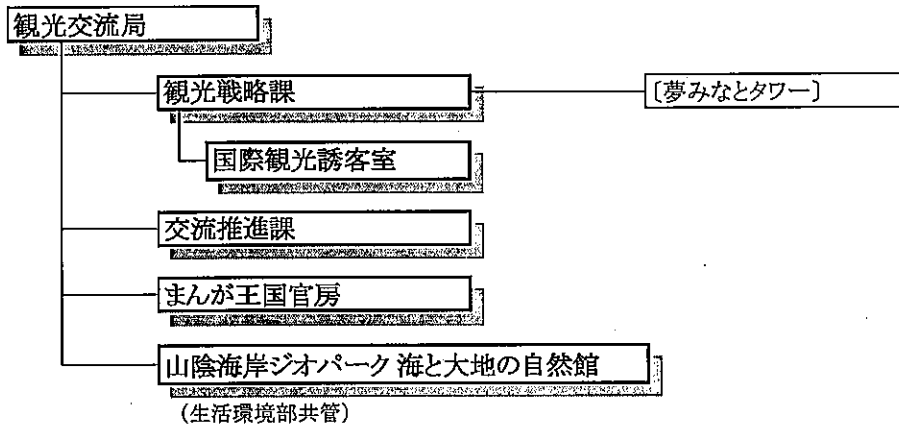 観光交流局
観光戦略課
〔夢みなとタワー〕
国際観光誘客室
交流推進課
まんが王国官房
山陰海岸ジオパーク 海と大地の自然館
(生活環境部共管)